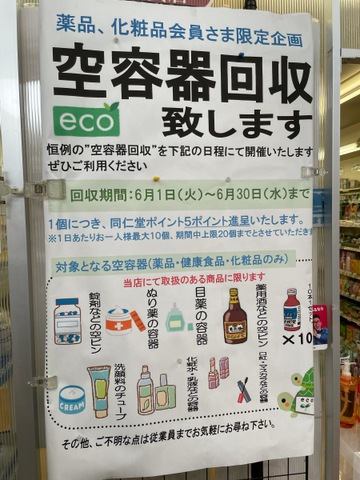 薬品、化粧品会員さま限定企画
空容器回収
eco 致します
恒例の"空容器回収"を下記の日程にて開催いたします
ぜひご利用ください
回収期間：6月1日(火)～6月30日(水)まで
1個につき、同仁堂ポイント5ポイント進呈いたします。
※1日あたりお一人様最大10個、期間中上限20個までとさせていただきます
対象となる空容器(薬品・健康食品・化粧品のみ)
当店にて取扱のある商品に限ります
錠剤などの空ビン
ぬり薬の容器
目薬の容器
薬用酒などの空ビン
×10
CREAM
洗顔料のチューブ
化粧水・乳液などの容器
eco
その他、ご不明な点は従業員までお気軽にお尋ね下さい。